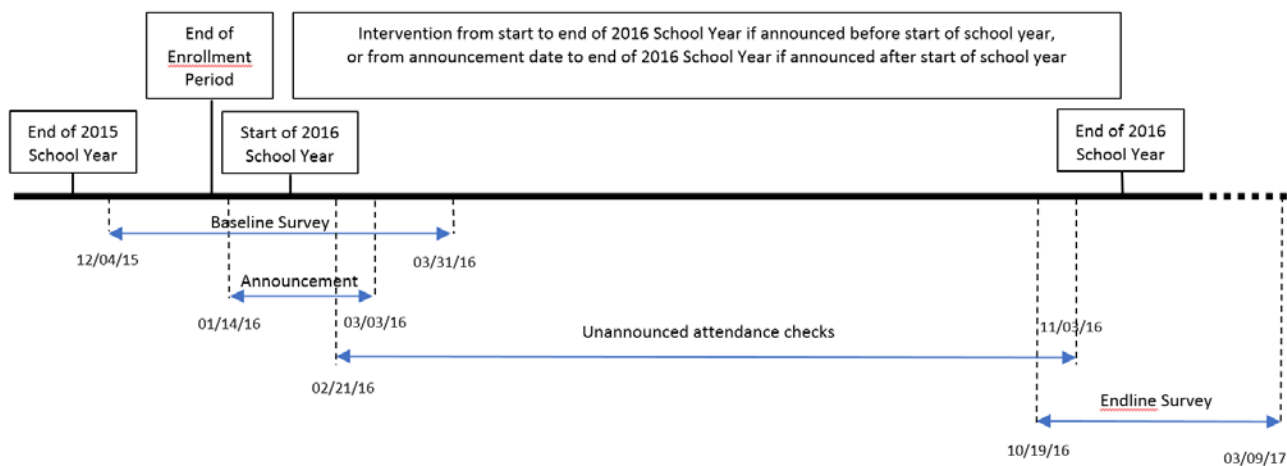 End of
Enrollment
Period
Intervention from start to end of 2016 School Year if announced before start of school year,
or from announcement date to end of 2016 School Year if announced after start of school year
End of 2015
School Year
Start of 2016
School Year
End of 2016
School Year
Baseline Survey
12/04/15
03/31/16
Announcement
01/14/16
03/03/16
Unannounced attendance checks
11/03/16
02/21/16
Endline Survey
10/19/16
03/09/17